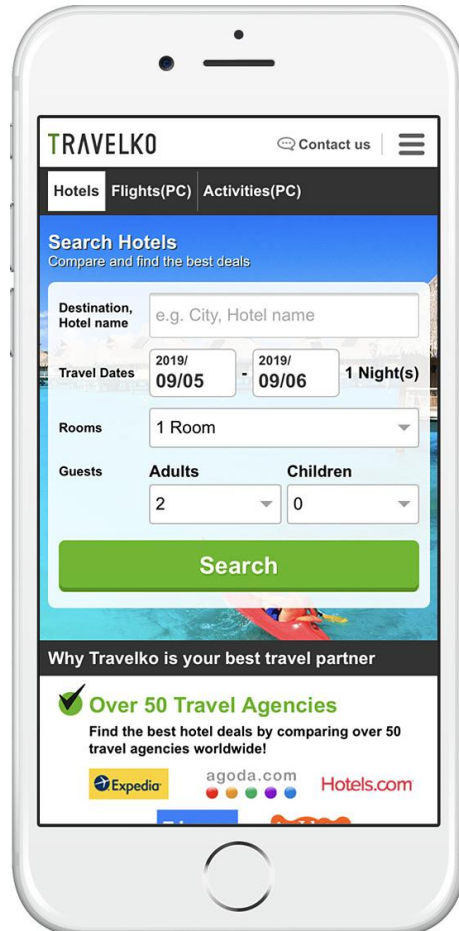 TRAVELKO
Contact us
Hotels Flights(PC) Activities(PC)
Search Hotels
Compare and find the best deals
Destination,
Hotel name
e.g. City, Hotel name
Travel Dates
2019/
09/05
-
2019/
09/06
1 Night(s)
Rooms
1 Room
Guests
Adults
Children
2
0
Search
Why Travelko is your best travel partner
Over 50 Travel Agencies
Find the best hotel deals by comparing over 50
travel agencies worldwide!
Expedia
agoda.com
Hotels.com